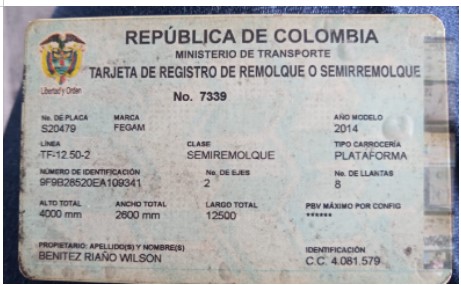 REPÚBLICA DE COLOMBIA
MINISTERIO DE TRANSPORTE
TARJETA DE REGISTRO DE REMOLQUE O SEMIRREMOLQUE
Libertad y Orden
No. 7339
No. DE PLACA MARCA AÑO MODELO
S20479 FEGAM 2014
LÍNEA CLASE TIPO CARROCERÍA
TF-12.50-2 SEMIREMOLQUE PLATAFORMA
NÚMERO DE IDENTIFICACIÓN No. DE EJES No. DE LLANTAS
9F9B28520EA109341 2 8
ALTO TOTAL ANCHO TOTAL LARGO TOTAL PBV MÁXIMO POR CONFIG
4000 mm 2600 mm 12500 ******
PROPIETARIO: APELLIDO(S) Y NOMBRE(S) IDENTIFICACIÓN
BENITEZ RIAÑO WILSON C.C. 4.081.579